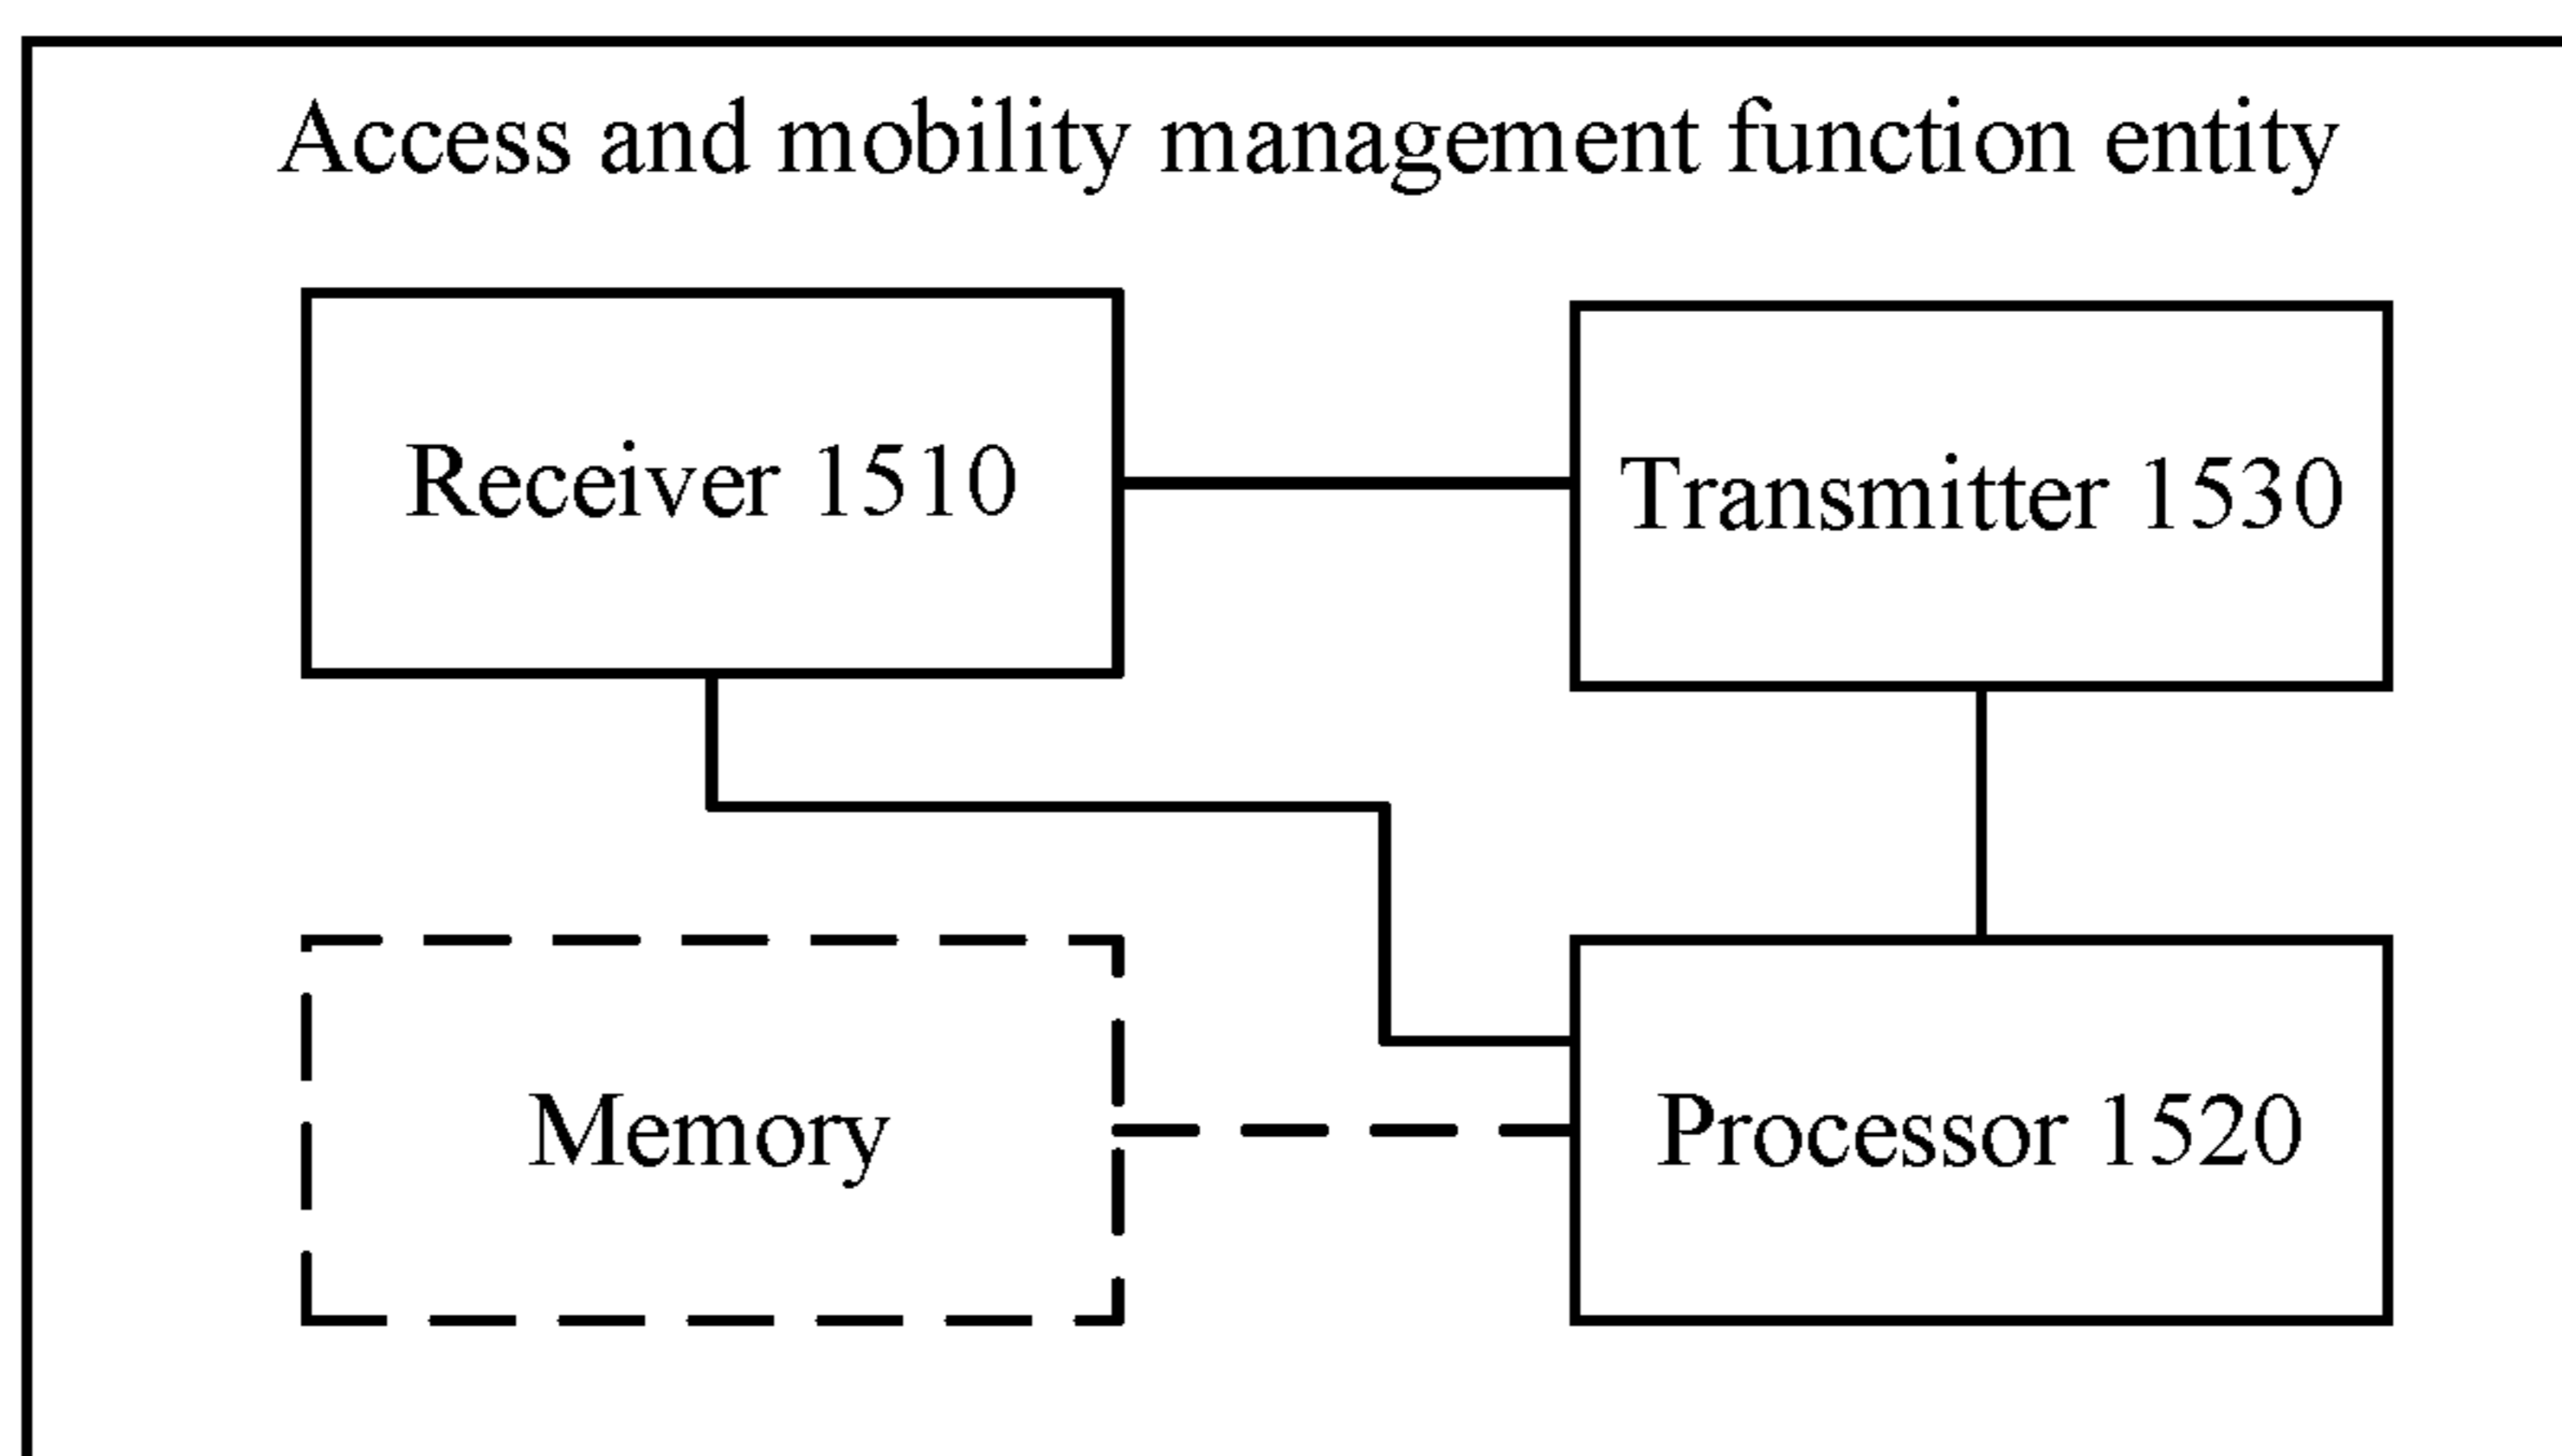 Access and mobility management function entity
Receiver 1510
Transmitter 1530
Memory
Processor 1520